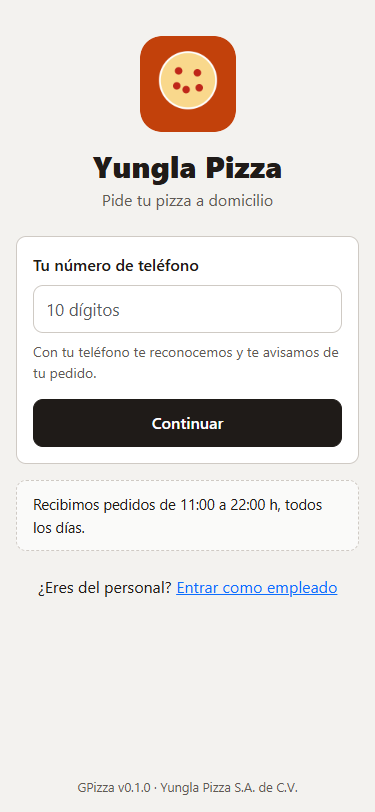 Yungla Pizza
Pide tu pizza a domicilio
Tu número de teléfono
10 dígitos
Con tu teléfono te reconocemos y te avisamos de
tu pedido.
Continuar
Recibimos pedidos de 11:00 a 22:00 h, todos
los días.
¿Eres del personal? Entrar como empleado
GPizza v0.1.0 · Yungla Pizza S.A. de C.V.